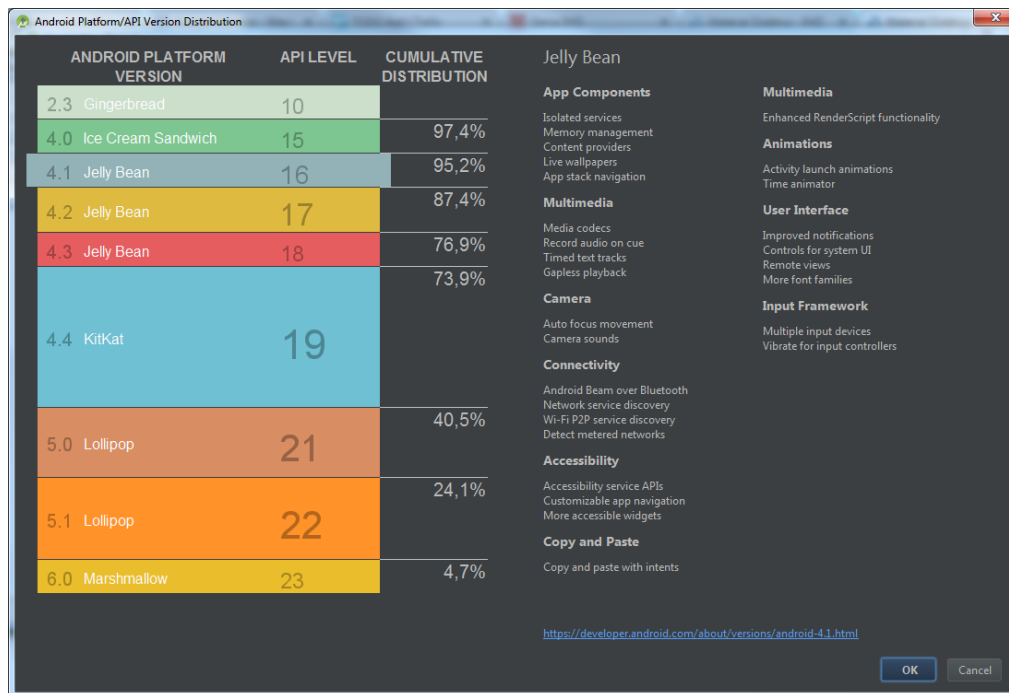 Android Platform/API Version Distribution
ANDROID PLATFORM
VERSION
API LEVEL
CUMULATIVE
DISTRIBUTION
2.3 Gingerbread 10
4.0 Ice Cream Sandwich 15
97,4%
4.1 Jelly Bean 16
95,2%
4.2 Jelly Bean 17
87,4%
4.3 Jelly Bean 18
76,9%
4.4 KitKat 19
73,9%
5.0 Lollipop 21
40,5%
5.1 Lollipop 22
24,1%
6.0 Marshmallow 23
4,7%
Jelly Bean
App Components
Isolated services
Memory management
Content providers
Live wallpapers
App stack navigation
Multimedia
Media codecs
Record audio on cue
Timed text tracks
Gapless playback
Camera
Auto focus movement
Camera sounds
Connectivity
Android Beam over Bluetooth
Network service discovery
Wi-Fi P2P service discovery
Detect metered networks
Accessibility
Accessibility service APIs
Customizable app navigation
More accessible widgets
Copy and Paste
Copy and paste with intents
Multimedia
Enhanced RenderScript functionality
Animations
Activity launch animations
Time animator
User Interface
Improved notifications
Controls for system UI
Remote views
More font families
Input Framework
Multiple input devices
Vibrate for input controllers
https://developer.android.com/about/versions/android-4.1.html
OK
Cancel